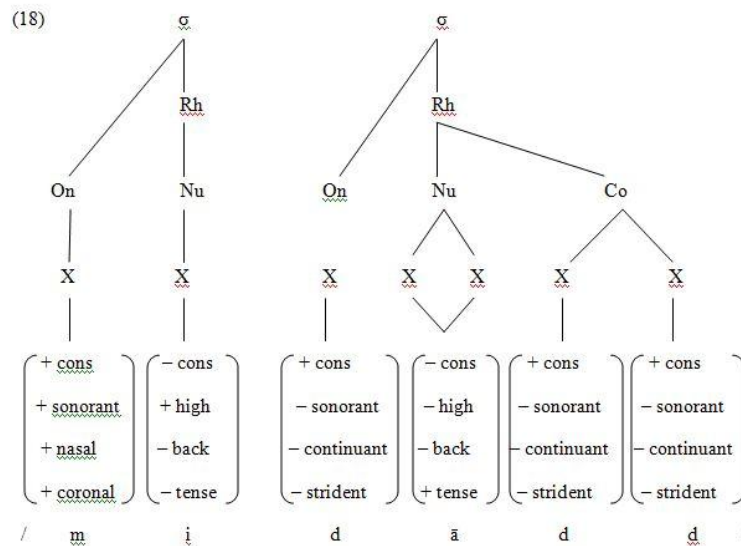 (18) σ σ
Rh Rh
On Nu On Nu Co
X X X X X X X
+ cons − cons + cons − cons + cons + cons
+ sonorant + high − sonorant − high − sonorant − sonorant
+ nasal − back − continuant − back − continuant − continuant
+ coronal − tense − strident + tense − strident − strident
/ m i d ā d d